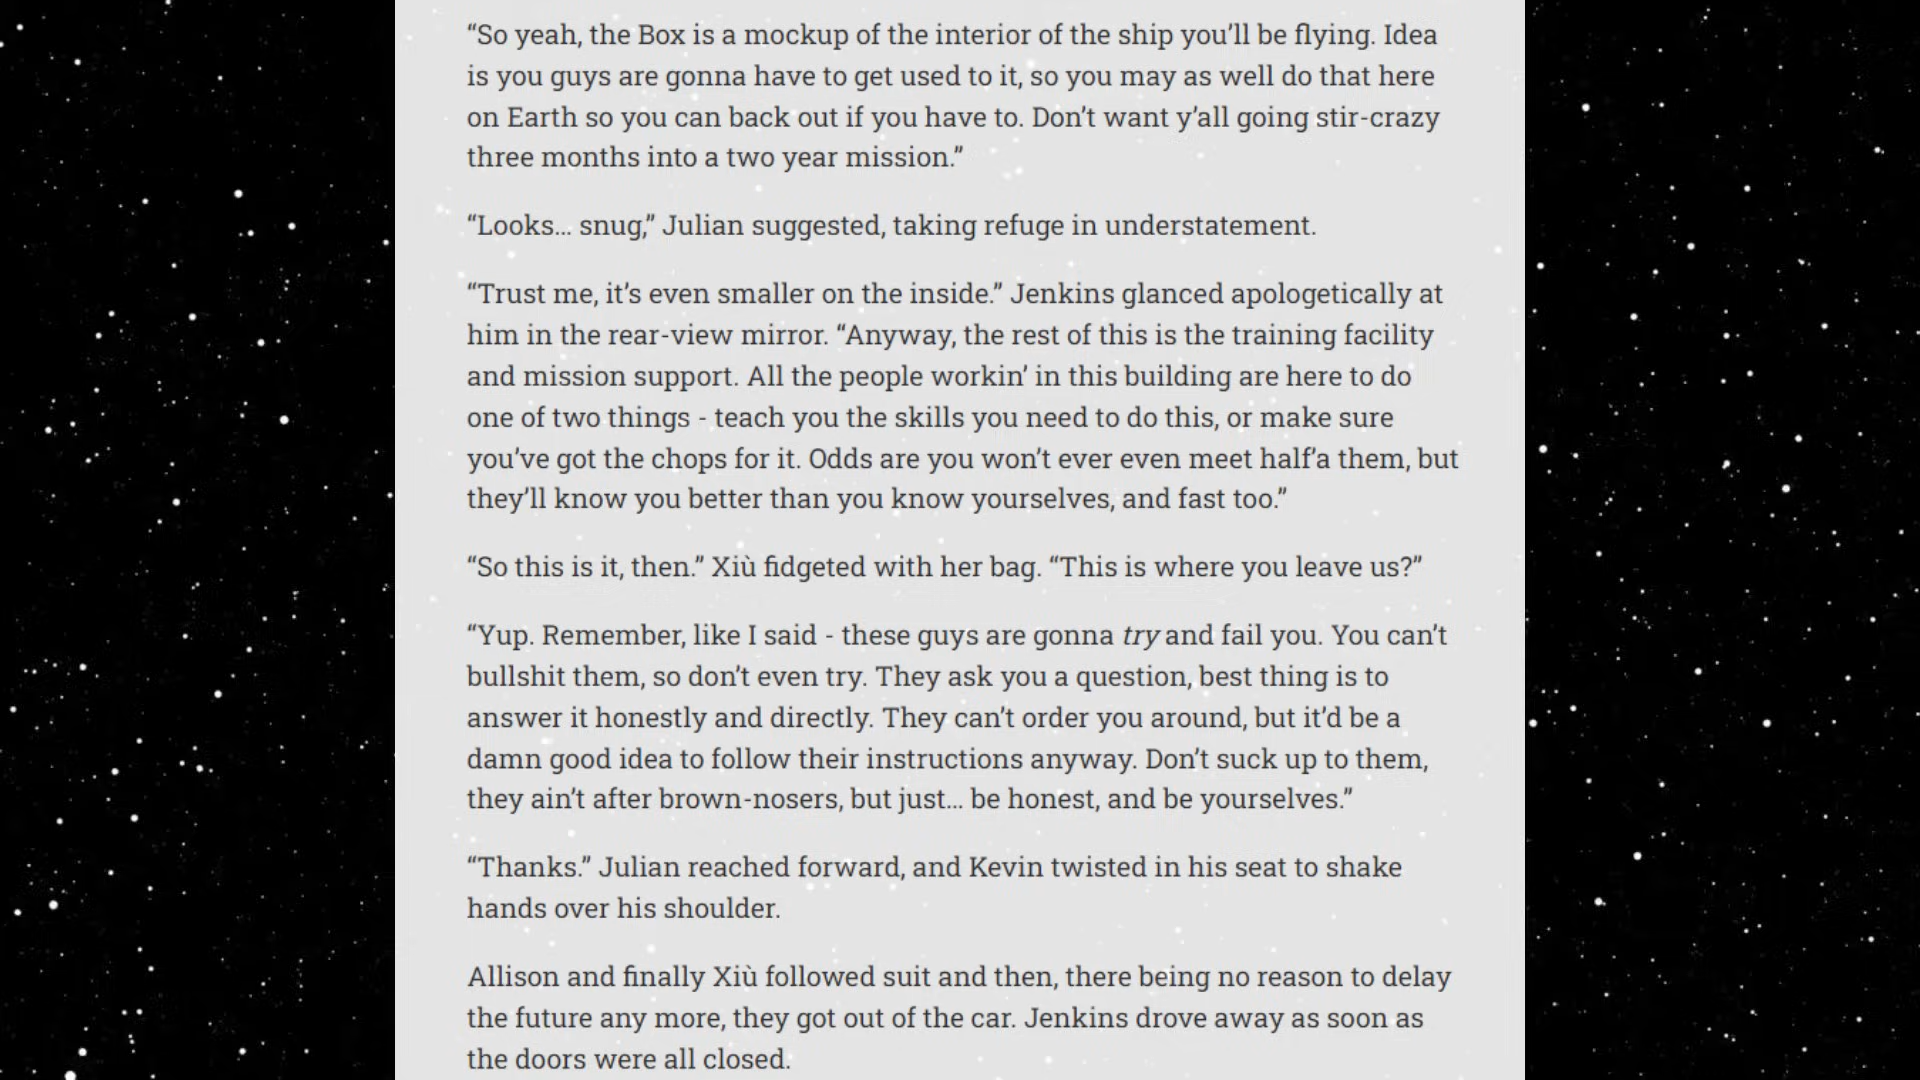 “So yeah, the Box is a mockup of the interior of the ship you’ll be flying. Idea
is you guys are gonna have to get used to it, so you may as well do that here
on Earth so you can back out if you have to. Don’t want y’all going stir-crazy
three months into a two year mission.”
“Looks… snug,” Julian suggested, taking refuge in understatement.
“Trust me, it’s even smaller on the inside.” Jenkins glanced apologetically at
him in the rear-view mirror. “Anyway, the rest of this is the training facility
and mission support. All the people workin’ in this building are here to do
one of two things - teach you the skills you need to do this, or make sure
you’ve got the chops for it. Odds are you won’t ever even meet half’a them, but
they’ll know you better than you know yourselves, and fast too.”
“So this is it, then.” Xiù fidgeted with her bag. “This is where you leave us?”
“Yup. Remember, like I said - these guys are gonna try and fail you. You can’t
bullshit them, so don’t even try. They ask you a question, best thing is to
answer it honestly and directly. They can’t order you around, but it’d be a
damn good idea to follow their instructions anyway. Don’t suck up to them,
they ain’t after brown-nosers, but just… be honest, and be yourselves.”
“Thanks.” Julian reached forward, and Kevin twisted in his seat to shake
hands over his shoulder.
Allison and finally Xiù followed suit and then, there being no reason to delay
the future any more, they got out of the car. Jenkins drove away as soon as
the doors were all closed.